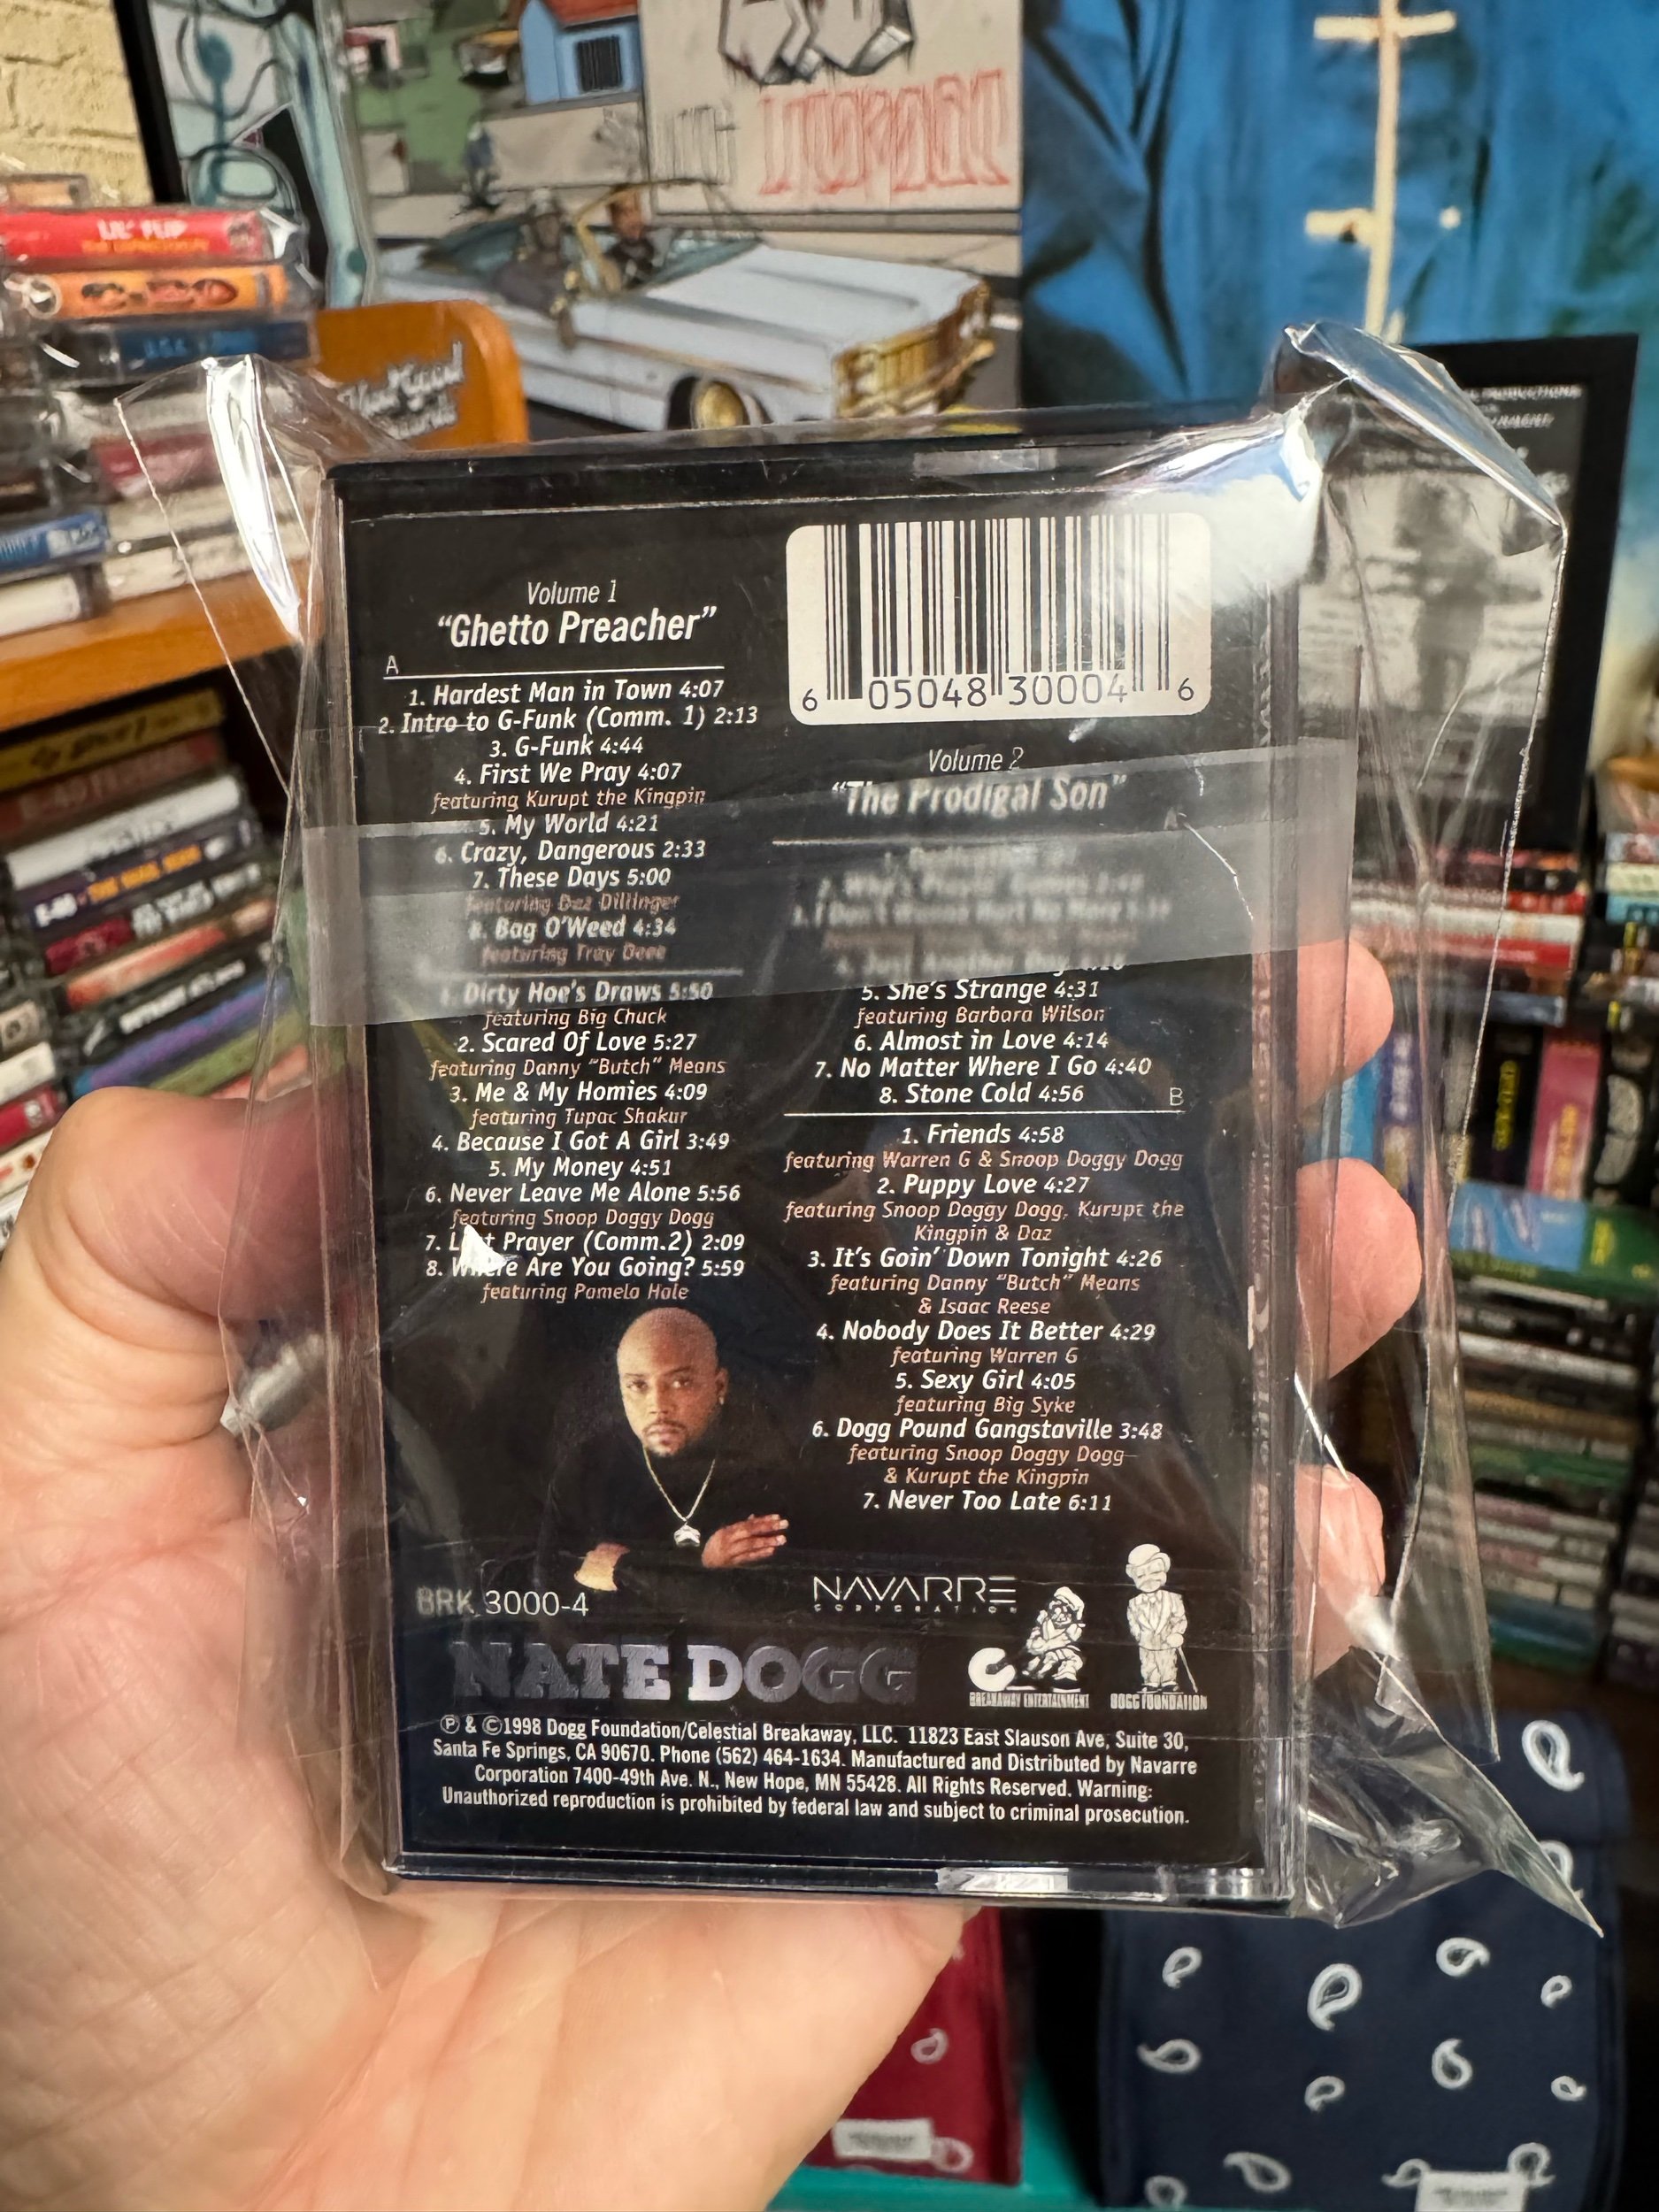 LIL' FLIP
E-40
Volume 1
“Ghetto Preacher”
A
1. Hardest Man in Town 4:07
2. Intro to G-Funk (Comm. 1) 2:13
3. G-Funk 4:44
4. First We Pray 4:07
featuring Kurupt the Kingpin
5. My World 4:21
6. Crazy, Dangerous 2:33
7. These Days 5:00
featuring Daz Dillinger
8. Bag O'Weed 4:34
featuring Tray Deee
1. Dirty Hoe's Draws 5:50
featuring Big Chuck
2. Scared Of Love 5:27
featuring Danny “Butch” Means
3. Me & My Homies 4:09
featuring Tupac Shakur
4. Because I Got A Girl 3:49
5. My Money 4:51
6. Never Leave Me Alone 5:56
featuring Snoop Doggy Dogg
7. Prayer (Comm.2) 2:09
8. Where Are You Going? 5:59
featuring Pamela Hale
6 05048 30004 6
Volume 2
“The Prodigal Son”
5. She's Strange 4:31
featuring Barbara Wilson
6. Almost in Love 4:14
7. No Matter Where I Go 4:40
8. Stone Cold 4:56
B
1. Friends 4:58
featuring Warren G & Snoop Doggy Dogg
2. Puppy Love 4:27
featuring Snoop Doggy Dogg, Kurupt the
Kingpin & Daz
3. It's Goin' Down Tonight 4:26
featuring Danny “Butch” Means
& Isaac Reese
4. Nobody Does It Better 4:29
featuring Warren G
5. Sexy Girl 4:05
featuring Big Syke
6. Dogg Pound Gangstaville 3:48
featuring Snoop Doggy Dogg
& Kurupt the Kingpin
7. Never Too Late 6:11
BRK 3000-4
NAVARRE
CORPORATION
NATE DOGG
BREAKAWAY ENTERTAINMENT
DOGG FOUNDATION
℗ & ©1998 Dogg Foundation/Celestial Breakaway, LLC. 11823 East Slauson Ave, Suite 30,
Santa Fe Springs, CA 90670. Phone (562) 464-1634. Manufactured and Distributed by Navarre
Corporation 7400-49th Ave. N., New Hope, MN 55428. All Rights Reserved. Warning:
Unauthorized reproduction is prohibited by federal law and subject to criminal prosecution.